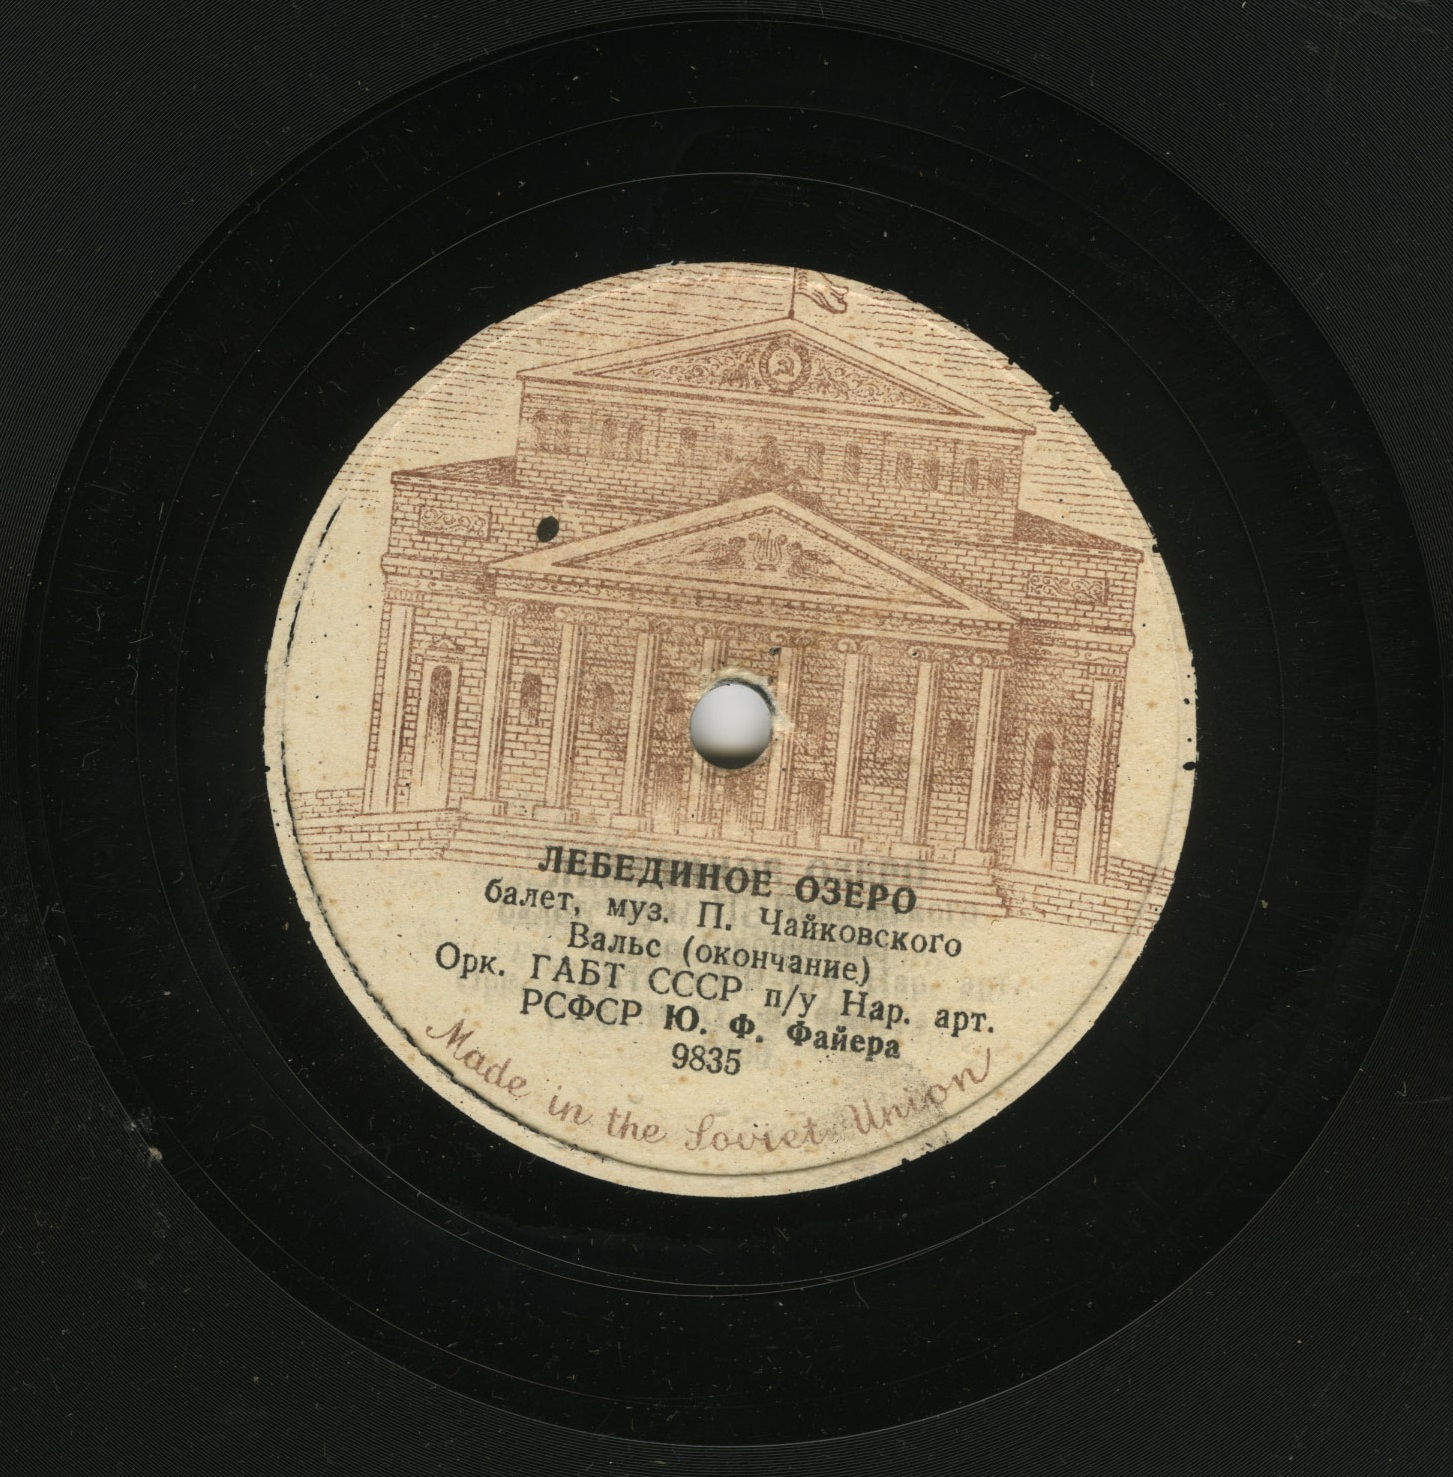 ЛЕБЕДИНОЕ ОЗЕРО
балет, муз. П. Чайковского
Вальс (окончание)
Орк. ГАБТ СССР п/у Нар. арт.
РСФСР Ю. Ф. Файера
9835
Made in the Soviet Union